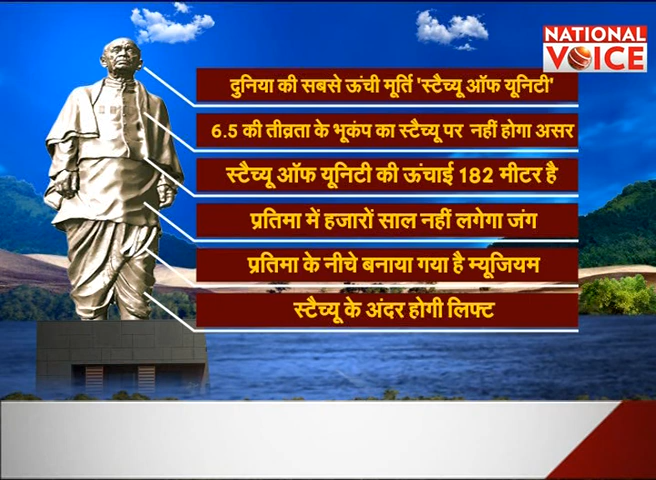 NATIONAL
VOICE
दुनिया की सबसे ऊंची मूर्ति 'स्टैच्यू ऑफ यूनिटी'
6.5 की तीव्रता के भूकंप का स्टैच्यू पर नहीं होगा असर
स्टैच्यू ऑफ यूनिटी की ऊंचाई 182 मीटर है
प्रतिमा में हजारों साल नहीं लगेगा जंग
प्रतिमा के नीचे बनाया गया है म्यूजियम
स्टैच्यू के अंदर होगी लिफ्ट